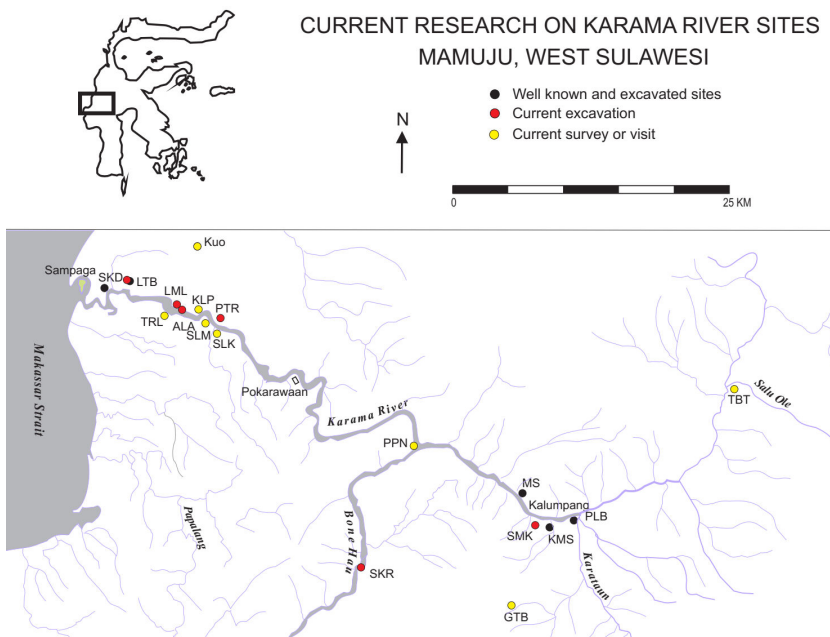 CURRENT RESEARCH ON KARAMA RIVER SITES
MAMUJU, WEST SULAWESI
Well known and excavated sites
Current excavation
Current survey or visit
N
0
25 KM
Kuo
Sampaga
SKD
LTB
LML
KLP
PTR
TRL
ALA
SLM
SLK
Makassar Strait
Pokarawaan
Karama River
TBT
Salu Ole
PPN
MS
Kalumpang
PLB
SMK
KMS
Papalang
Bone Hau
SKR
Karataun
GTB